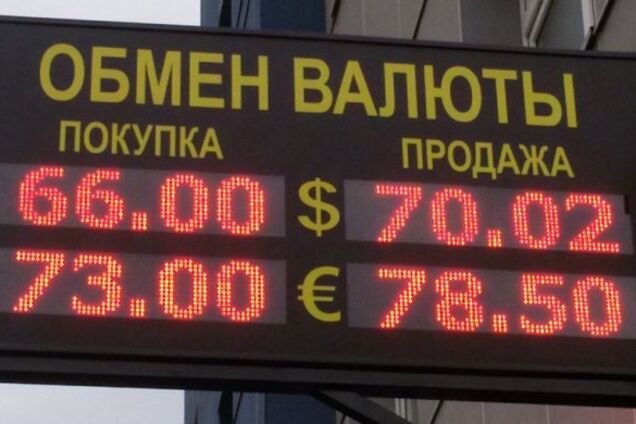 ОБМЕН ВАЛЮТЫ
ПОКУПКА ПРОДАЖА
66.00 $ 70.02
73.00 € 78.50